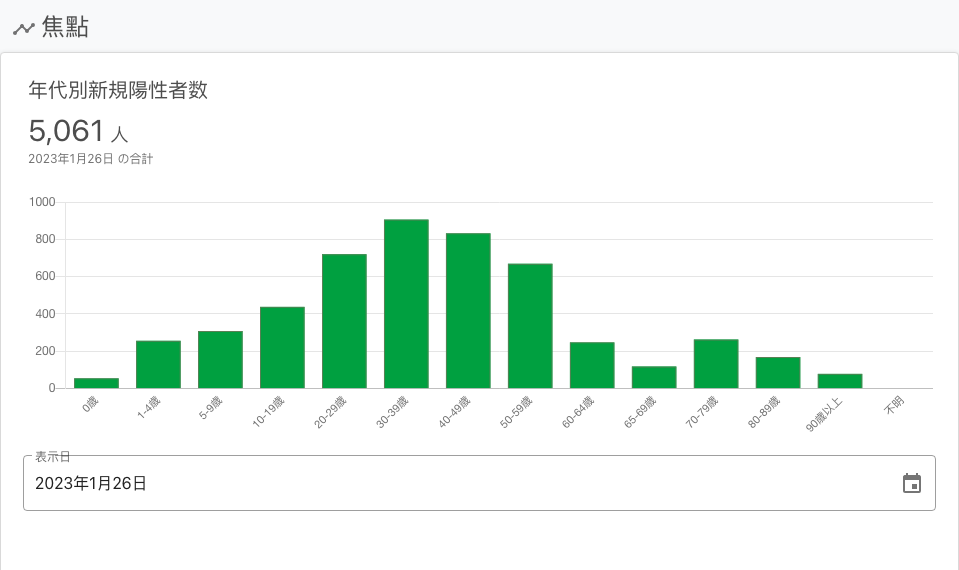 焦點
年代別新規陽性者数
5,061 人
2023年1月26日 の合計
1000
800
600
400
200
0
0歳
1-4歳
5-9歳
10-19歳
20-29歳
30-39歳
40-49歳
50-59歳
60-64歳
65-69歳
70-79歳
80-89歳
90歳以上
不明
表示日
2023年1月26日